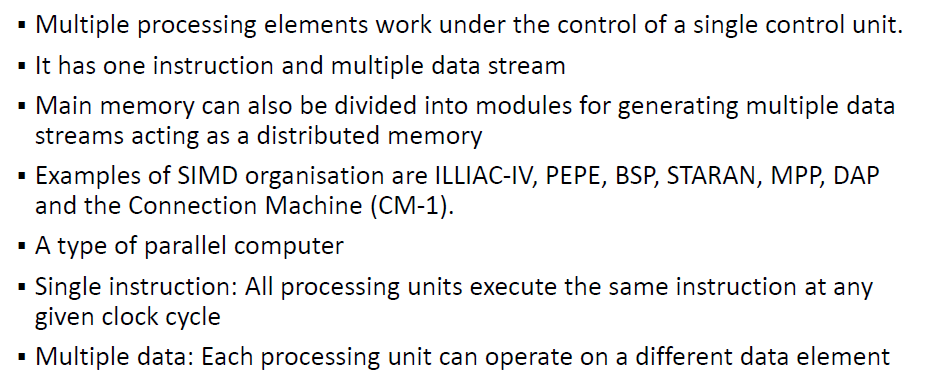 ▪ Multiple processing elements work under the control of a single control unit.
▪ It has one instruction and multiple data stream
▪ Main memory can also be divided into modules for generating multiple data
streams acting as a distributed memory
▪ Examples of SIMD organisation are ILLIAC-IV, PEPE, BSP, STARAN, MPP, DAP
and the Connection Machine (CM-1).
▪ A type of parallel computer
▪ Single instruction: All processing units execute the same instruction at any
given clock cycle
▪ Multiple data: Each processing unit can operate on a different data element